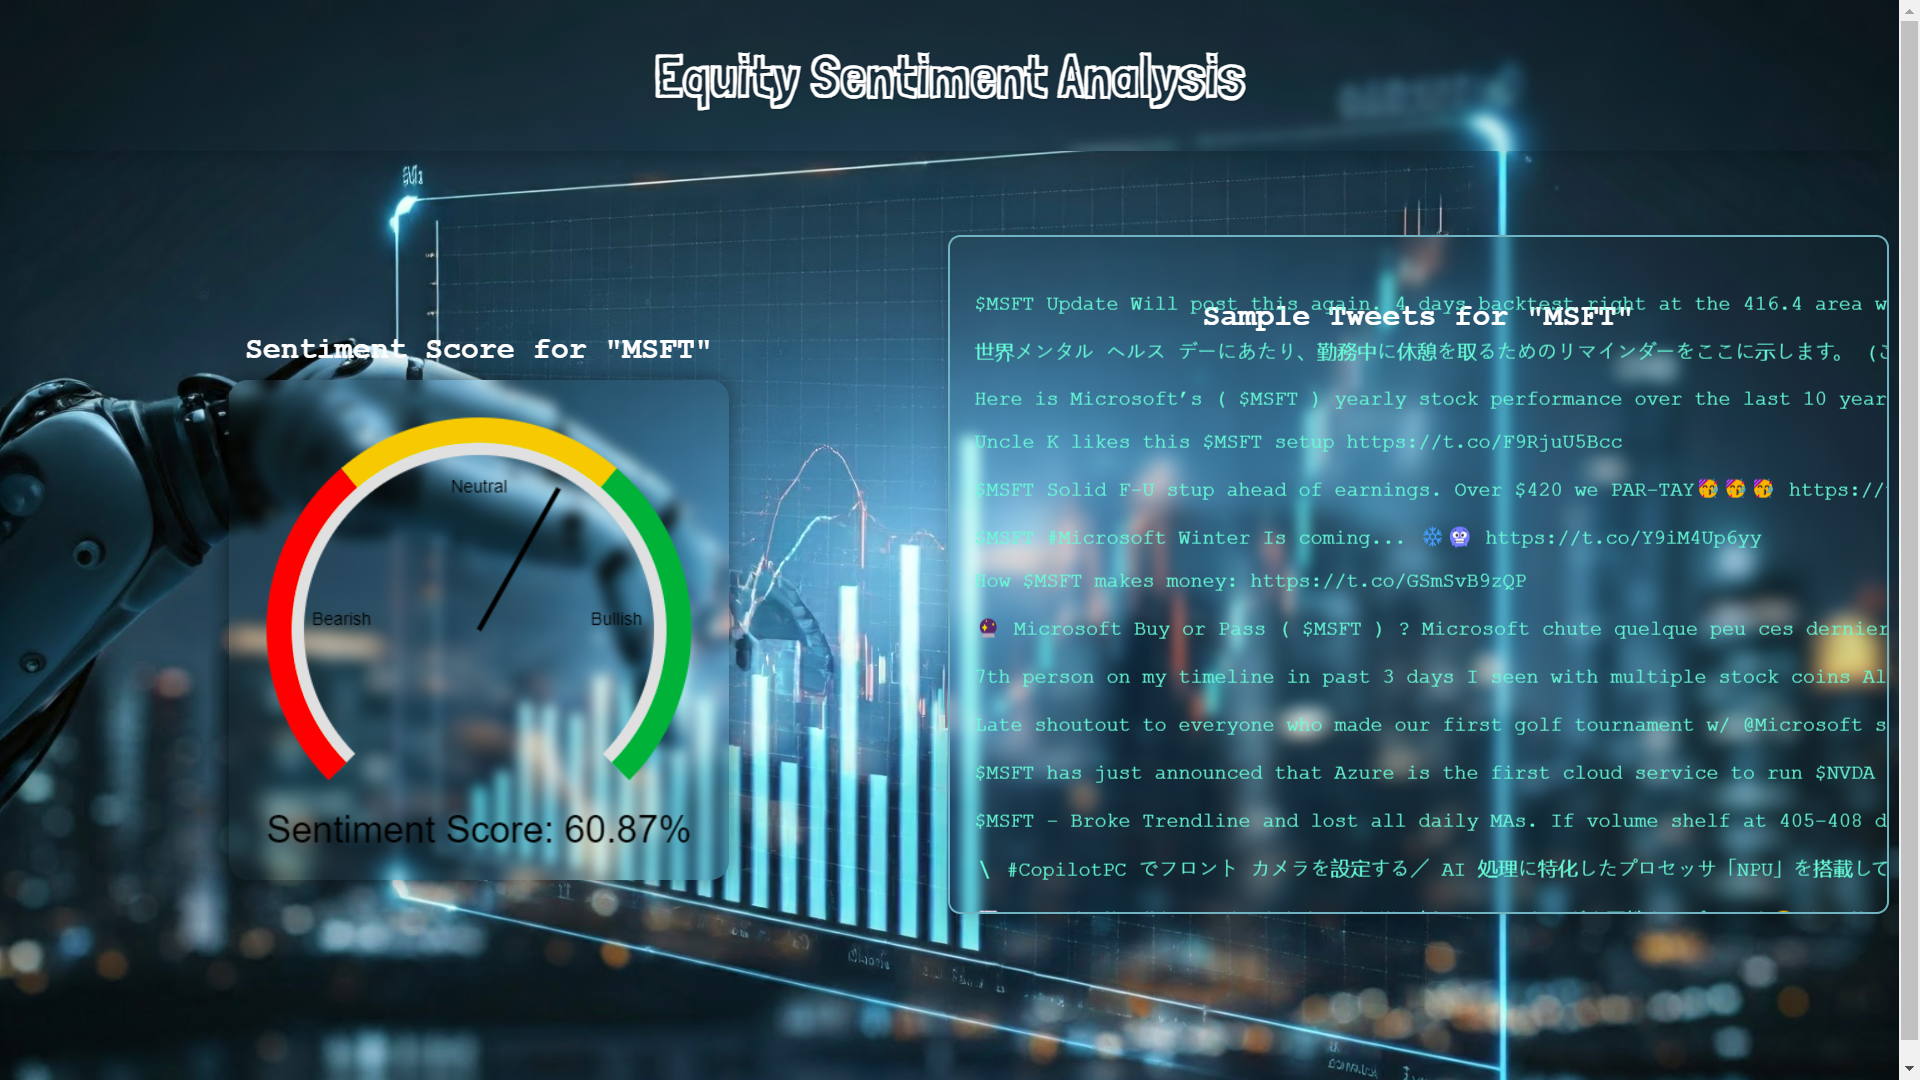 Equity Sentiment Analysis
Sentiment Score for "MSFT"
Neutral
Bearish
Bullish
Sentiment Score: 60.87%
Sample Tweets for "MSFT"
$MSFT Update Will post this again. 4 days backtest right at the 416.4 area w
世界メンタル ヘルス デーにあたり、勤務中に休憩を取るためのリマインダーをここに示します。 (こ
Here is Microsoft’s ( $MSFT ) yearly stock performance over the last 10 year
Uncle K likes this $MSFT setup https://t.co/F9RjuU5Bcc
$MSFT Solid F-U stup ahead of earnings. Over $420 we PAR-TAY🥳🥳🥳 https://
$MSFT #Microsoft Winter Is coming... ❄️🥶 https://t.co/Y9iM4Up6yy
How $MSFT makes money: https://t.co/GSmSvB9zQP
🔮 Microsoft Buy or Pass ( $MSFT ) ? Microsoft chute quelque peu ces dernier
7th person on my timeline in past 3 days I seen with multiple stock coins Al
Late shoutout to everyone who made our first golf tournament w/ @Microsoft s
$MSFT has just announced that Azure is the first cloud service to run $NVDA
$MSFT - Broke Trendline and lost all daily MAs. If volume shelf at 405-408 d
\ #CopilotPC でフロント カメラを設定する／ AI 処理に特化したプロセッサ「NPU」を搭載して